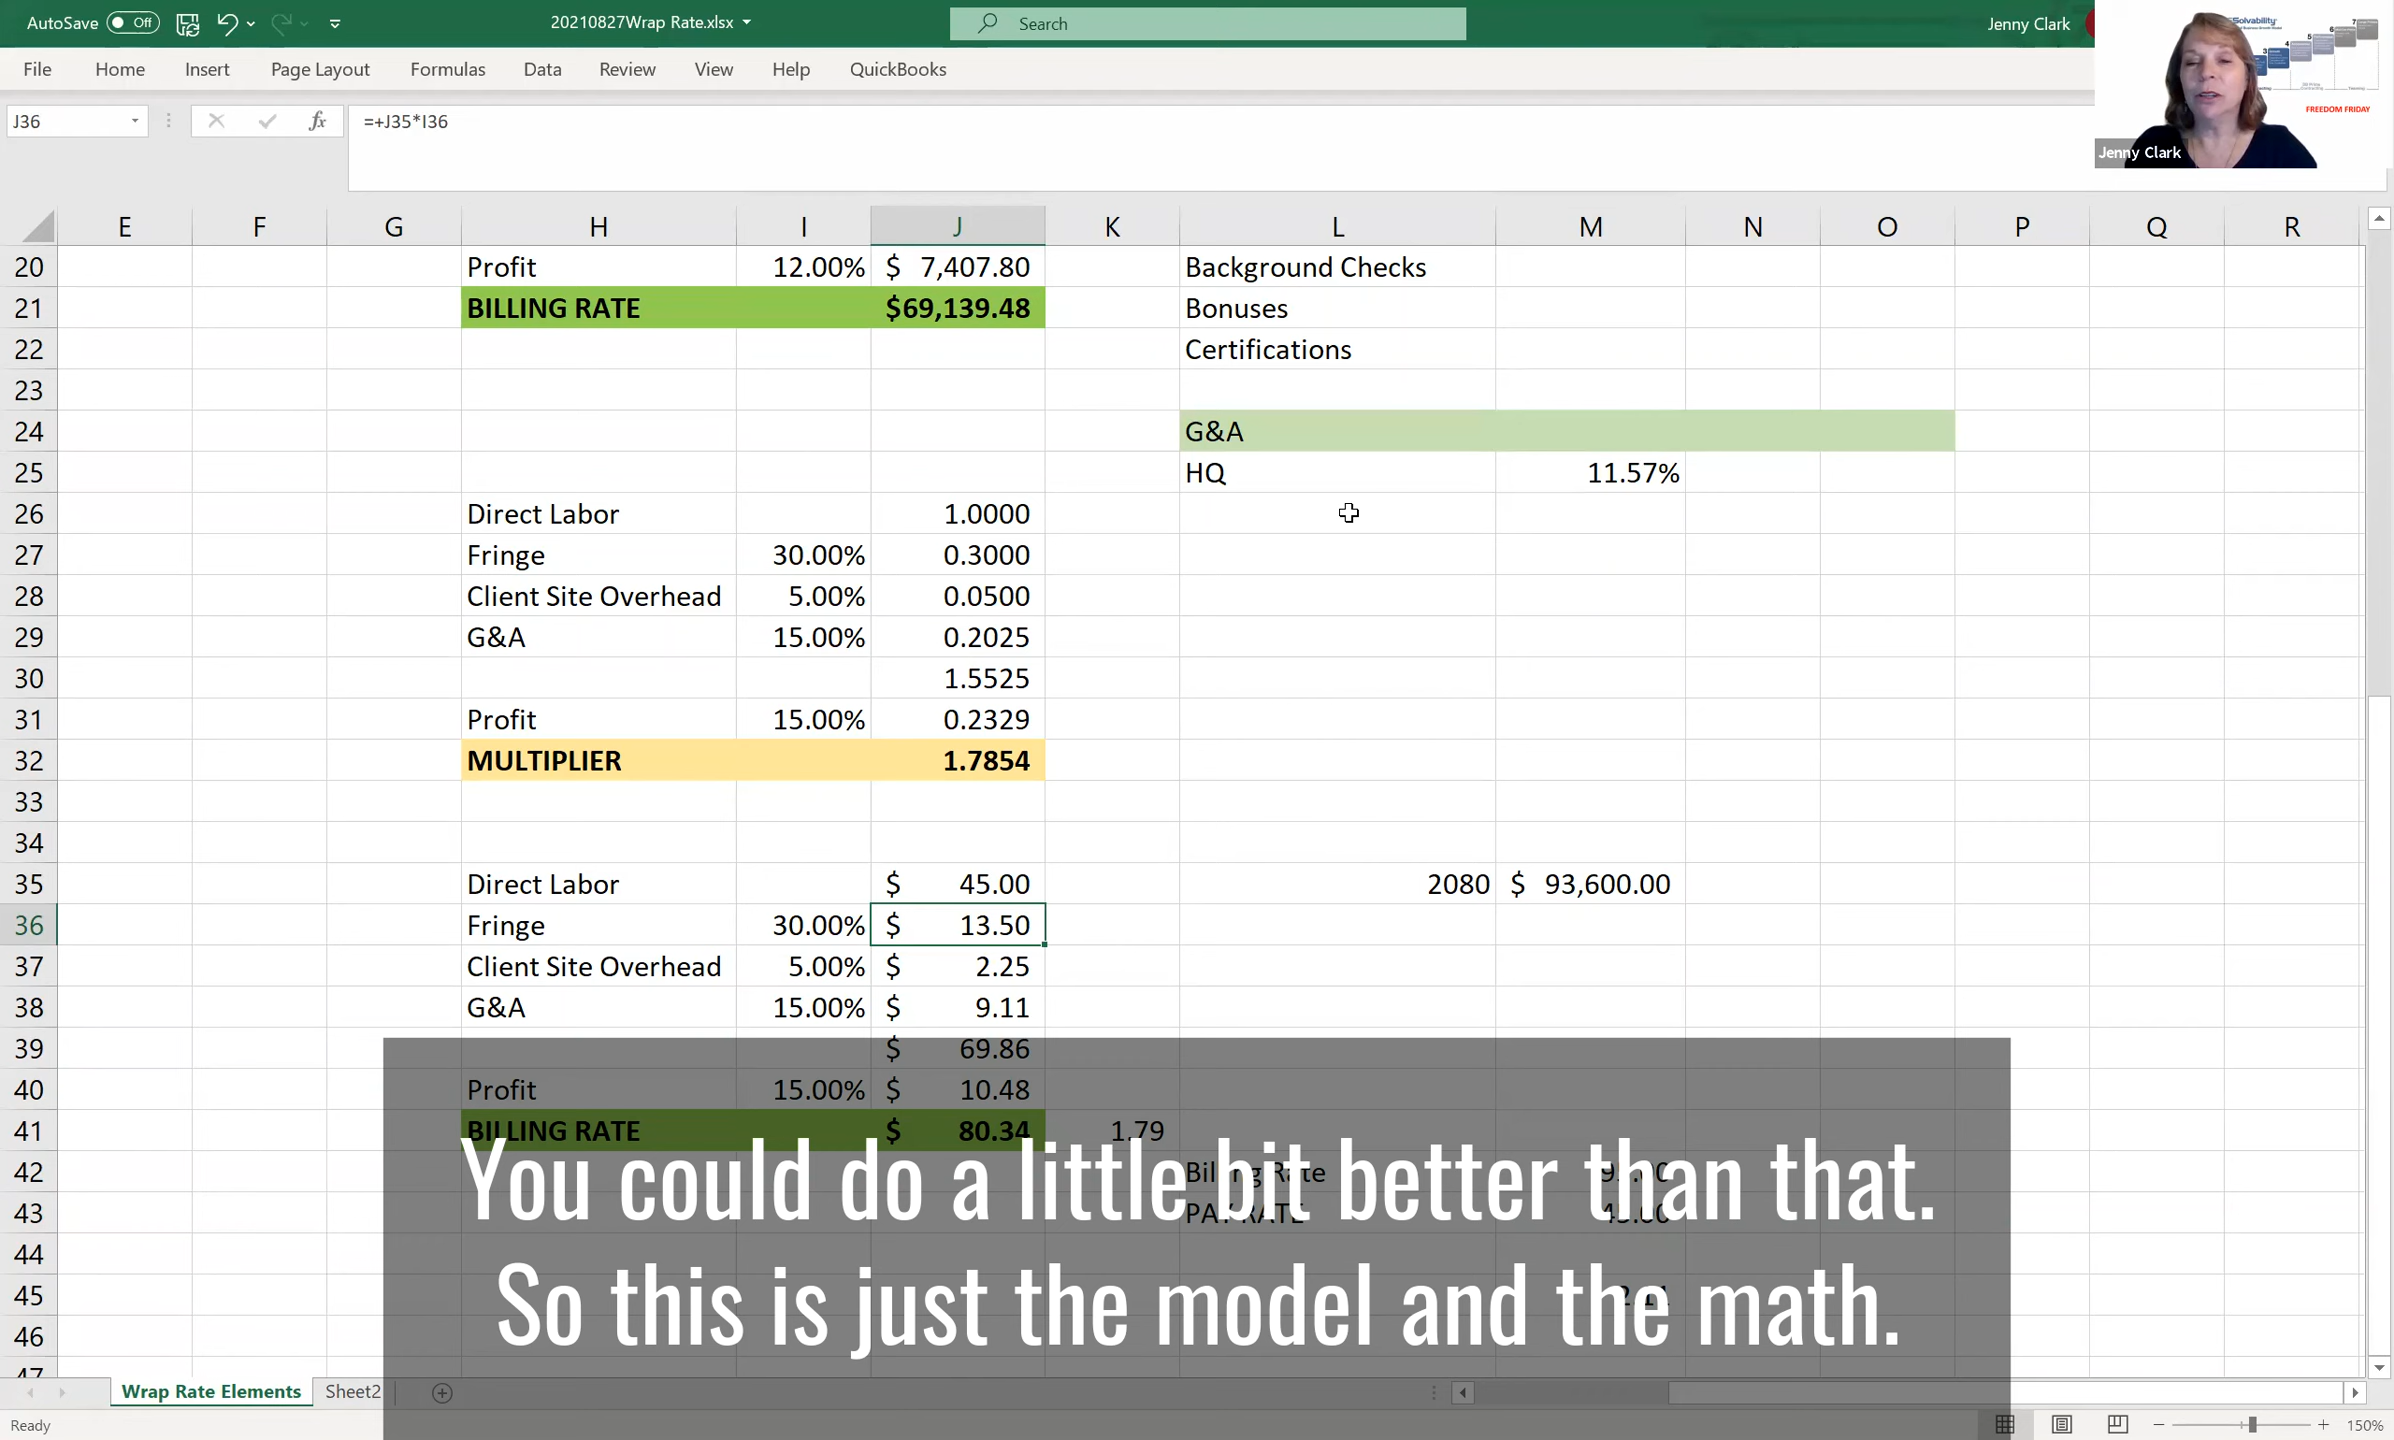 AutoSave Off 20210827Wrap Rate.xlsx Search Jenny Clark
File Home Insert Page Layout Formulas Data Review View Help QuickBooks
FREEDOM FRIDAY
Jenny Clark
J36 fx =+J35*I36
E F G H I J K L M N O P Q R
20 Profit 12.00% $ 7,407.80 Background Checks
21 BILLING RATE $69,139.48 Bonuses
22 Certifications
23
24 G&A
25 HQ 11.57%
26 Direct Labor 1.0000
27 Fringe 30.00% 0.3000
28 Client Site Overhead 5.00% 0.0500
29 G&A 15.00% 0.2025
30 1.5525
31 Profit 15.00% 0.2329
32 MULTIPLIER 1.7854
33
34
35 Direct Labor $ 45.00 2080 $ 93,600.00
36 Fringe 30.00% $ 13.50
37 Client Site Overhead 5.00% $ 2.25
38 G&A 15.00% $ 9.11
39 $ 69.86
40 Profit 15.00% $ 10.48
41 BILLING RATE $ 80.34 1.79
42 Billing Rate
43 PAY RATE
44
45
46
47
You could do a little bit better than that.
So this is just the model and the math.
Wrap Rate Elements Sheet2
Ready 150%